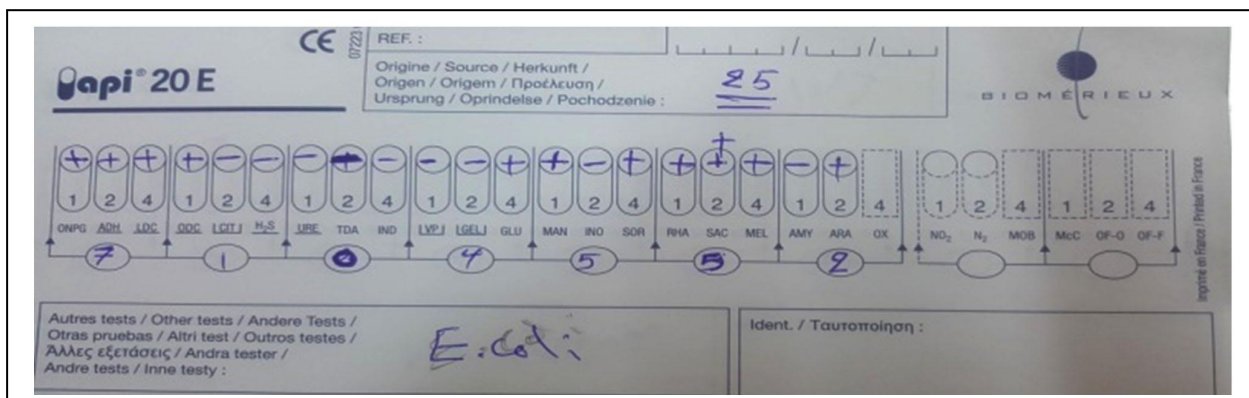 CE
07223
REF. :
api® 20 E
Origine / Source / Herkunft /
Origen / Origem / Προέλευση /
Ursprung / Oprindelse / Pochodzenie :
25
BIOMÉRIEUX
+ + + + − − − + − − − + + − + + + + + − +
1 2 4 1 2 4 1 2 4 1 2 4 1 2 4 1 2 4 1 2 4 1 2 4 1 2 4
ONPG ADH LDC ODC |CIT| H₂S URE TDA IND |VP| |GEL| GLU MAN INO SOR RHA SAC MEL AMY ARA OX NO₂ N₂ MOB McC OF-O OF-F
7 1 0 4 5 5 2
Imprimé en France / Printed in France
Autres tests / Other tests / Andere Tests /
Otras pruebas / Altri test / Outros testes /
Άλλες εξετάσεις / Andra tester /
Andre tests / Inne testy :
E.coli
Ident. / Ταυτοποίηση :